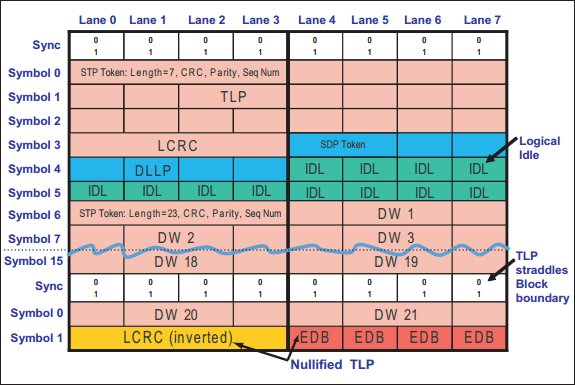 Lane 0 Lane 1 Lane 2 Lane 3 Lane 4 Lane 5 Lane 6 Lane 7
Sync 0 0 0 0 0 0 0 0
1 1 1 1 1 1 1 1
Symbol 0 STP Token: Length=7, CRC, Parity, Seq Num
Symbol 1 TLP
Symbol 2
Symbol 3 LCRC SDP Token
Logical
Idle
Symbol 4 DLLP IDL IDL IDL IDL
Symbol 5 IDL IDL IDL IDL IDL IDL IDL IDL
Symbol 6 STP Token: Length=23, CRC, Parity, Seq Num DW 1
Symbol 7 DW 2 DW 3
Symbol 15 DW 18 DW 19
TLP
straddles
Block
boundary
Sync 0 0 0 0 0 0 0 0
1 1 1 1 1 1 1 1
Symbol 0 DW 20 DW 21
Symbol 1 LCRC (inverted) EDB EDB EDB EDB
Nullified TLP